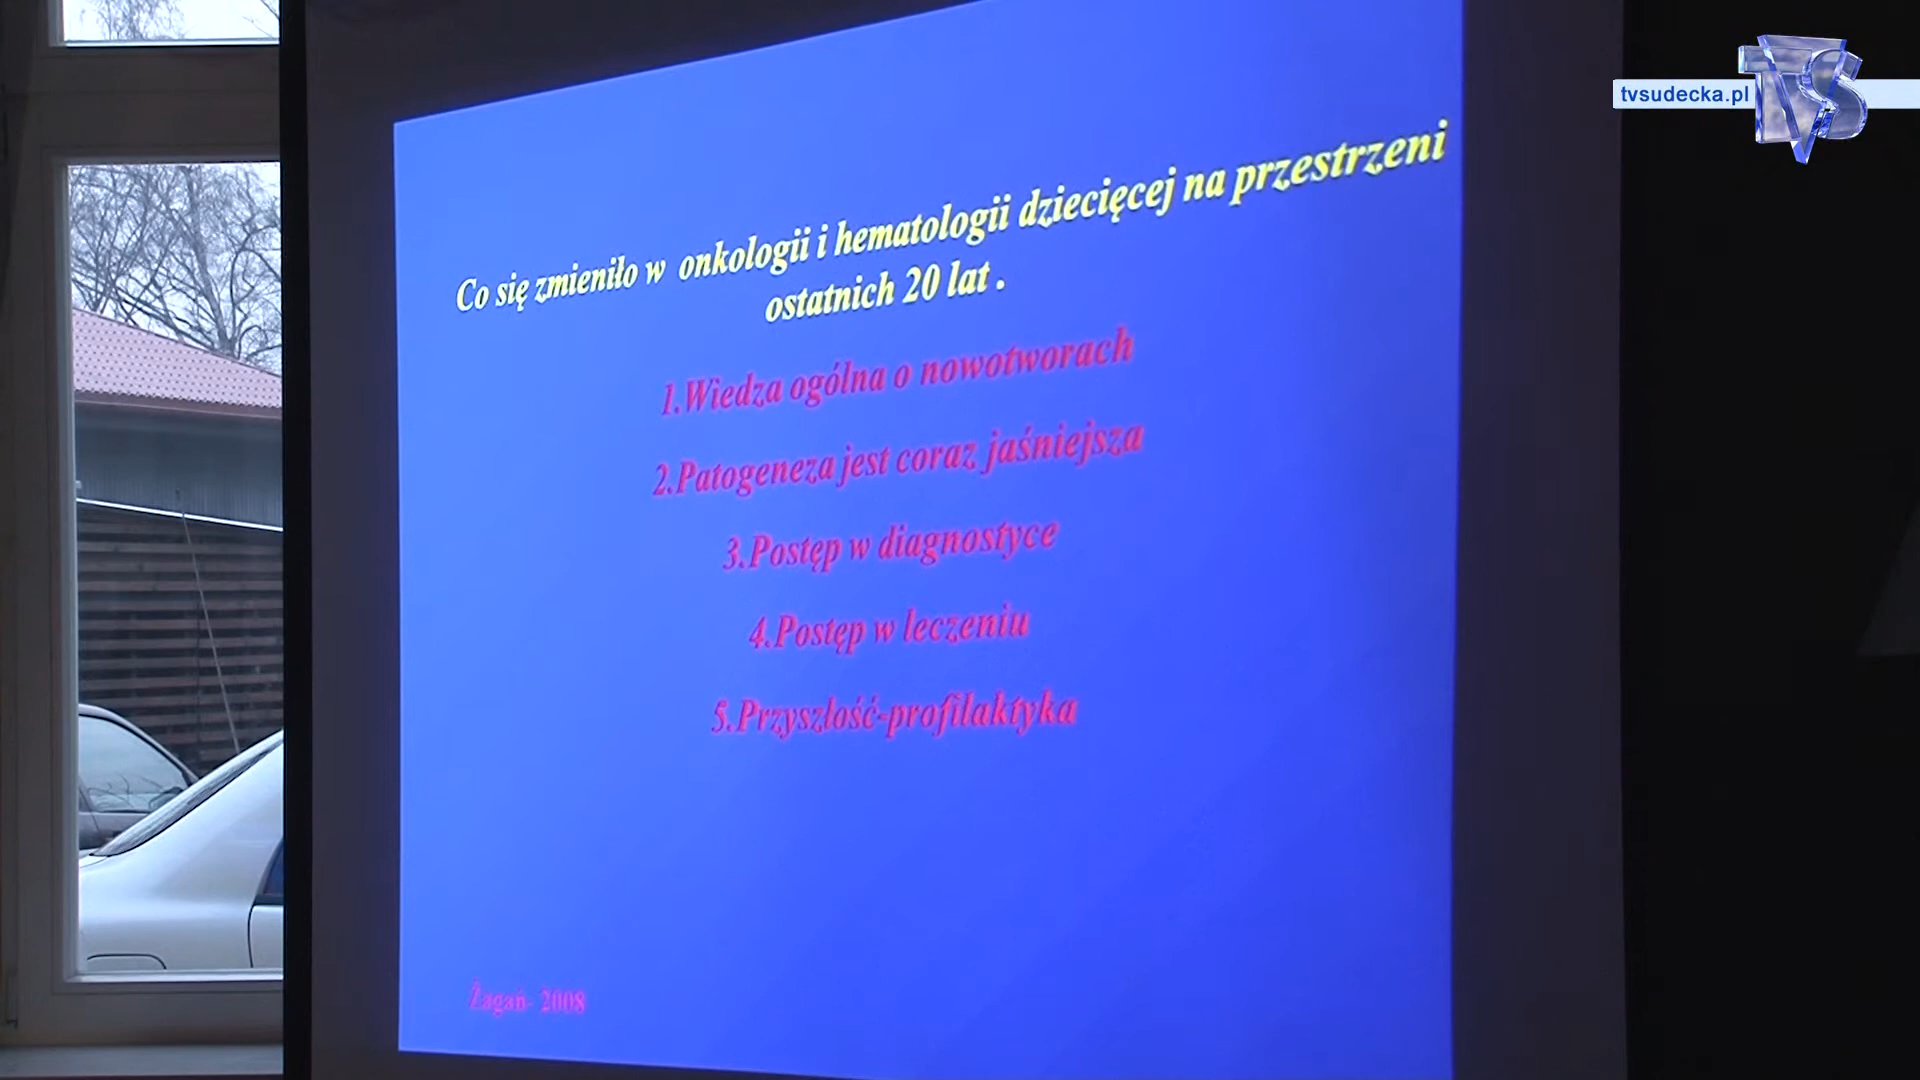 tvsudecka.pl
TVS
Co się zmieniło w onkologii i hematologii dziecięcej na przestrzeni
ostatnich 20 lat .
1.Wiedza ogólna o nowotworach
2.Patogeneza jest coraz jaśniejsza
3.Postęp w diagnostyce
4.Postęp w leczeniu
5.Przyszłość-profilaktyka
Żagań- 2008